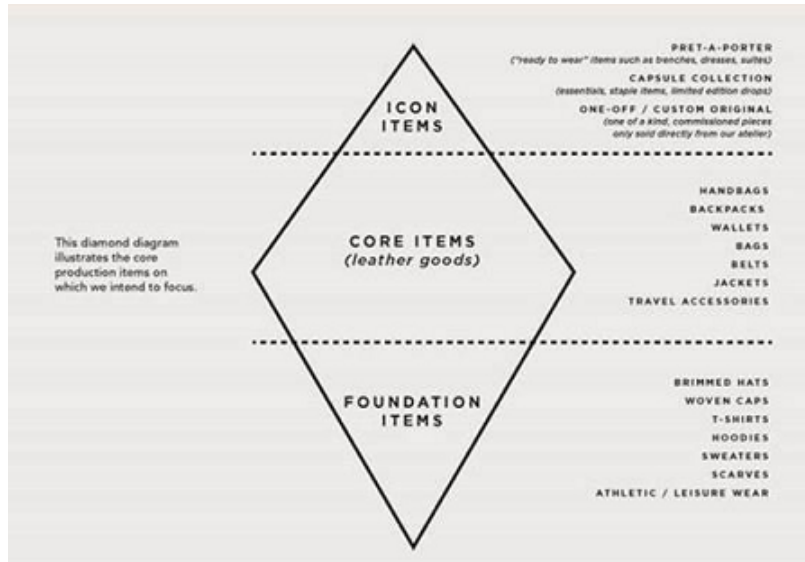 PRET-A-PORTER
("ready to wear" items such as trenches, dresses, suites)
CAPSULE COLLECTION
(essentials, staple items, limited edition drops)
ONE-OFF / CUSTOM ORIGINAL
(one of a kind, commissioned pieces
only sold directly from our atelier)
ICON
ITEMS
This diamond diagram
illustrates the core
production items on
which we intend to focus.
CORE ITEMS
(leather goods)
HANDBAGS
BACKPACKS
WALLETS
BAGS
BELTS
JACKETS
TRAVEL ACCESSORIES
FOUNDATION
ITEMS
BRIMMED HATS
WOVEN CAPS
T-SHIRTS
HOODIES
SWEATERS
SCARVES
ATHLETIC / LEISURE WEAR